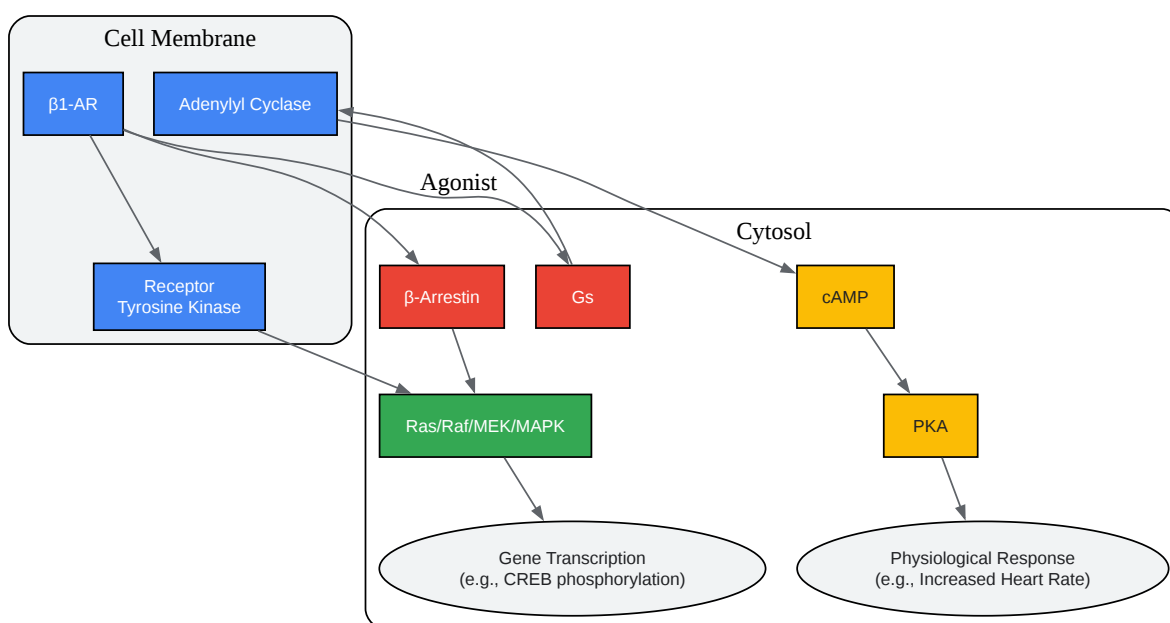 Cell Membrane
β1-AR
Adenylyl Cyclase
Agonist
Cytosol
Receptor
Tyrosine Kinase
β-Arrestin
Gs
cAMP
Ras/Raf/MEK/MAPK
PKA
Gene Transcription
(e.g., CREB phosphorylation)
Physiological Response
(e.g., Increased Heart Rate)